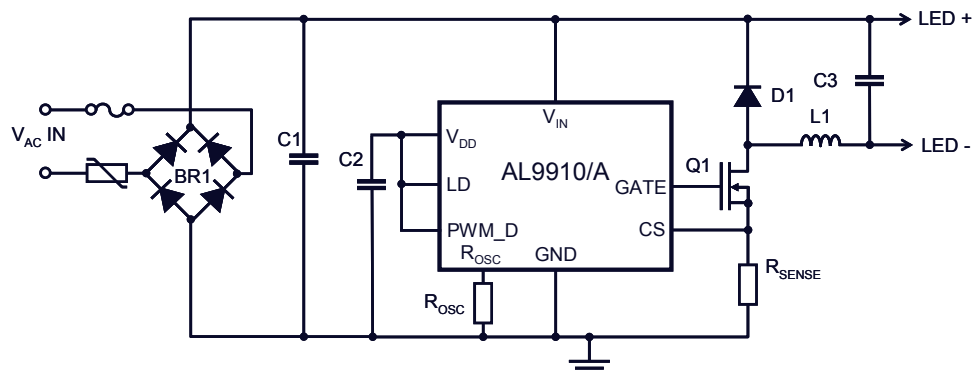 LED +
C3
D1
L1
V_AC IN
C1
V_IN
LED -
C2
V_DD
BR1
AL9910/A
Q1
LD
GATE
PWM_D
CS
R_OSC
GND
R_SENSE
R_OSC